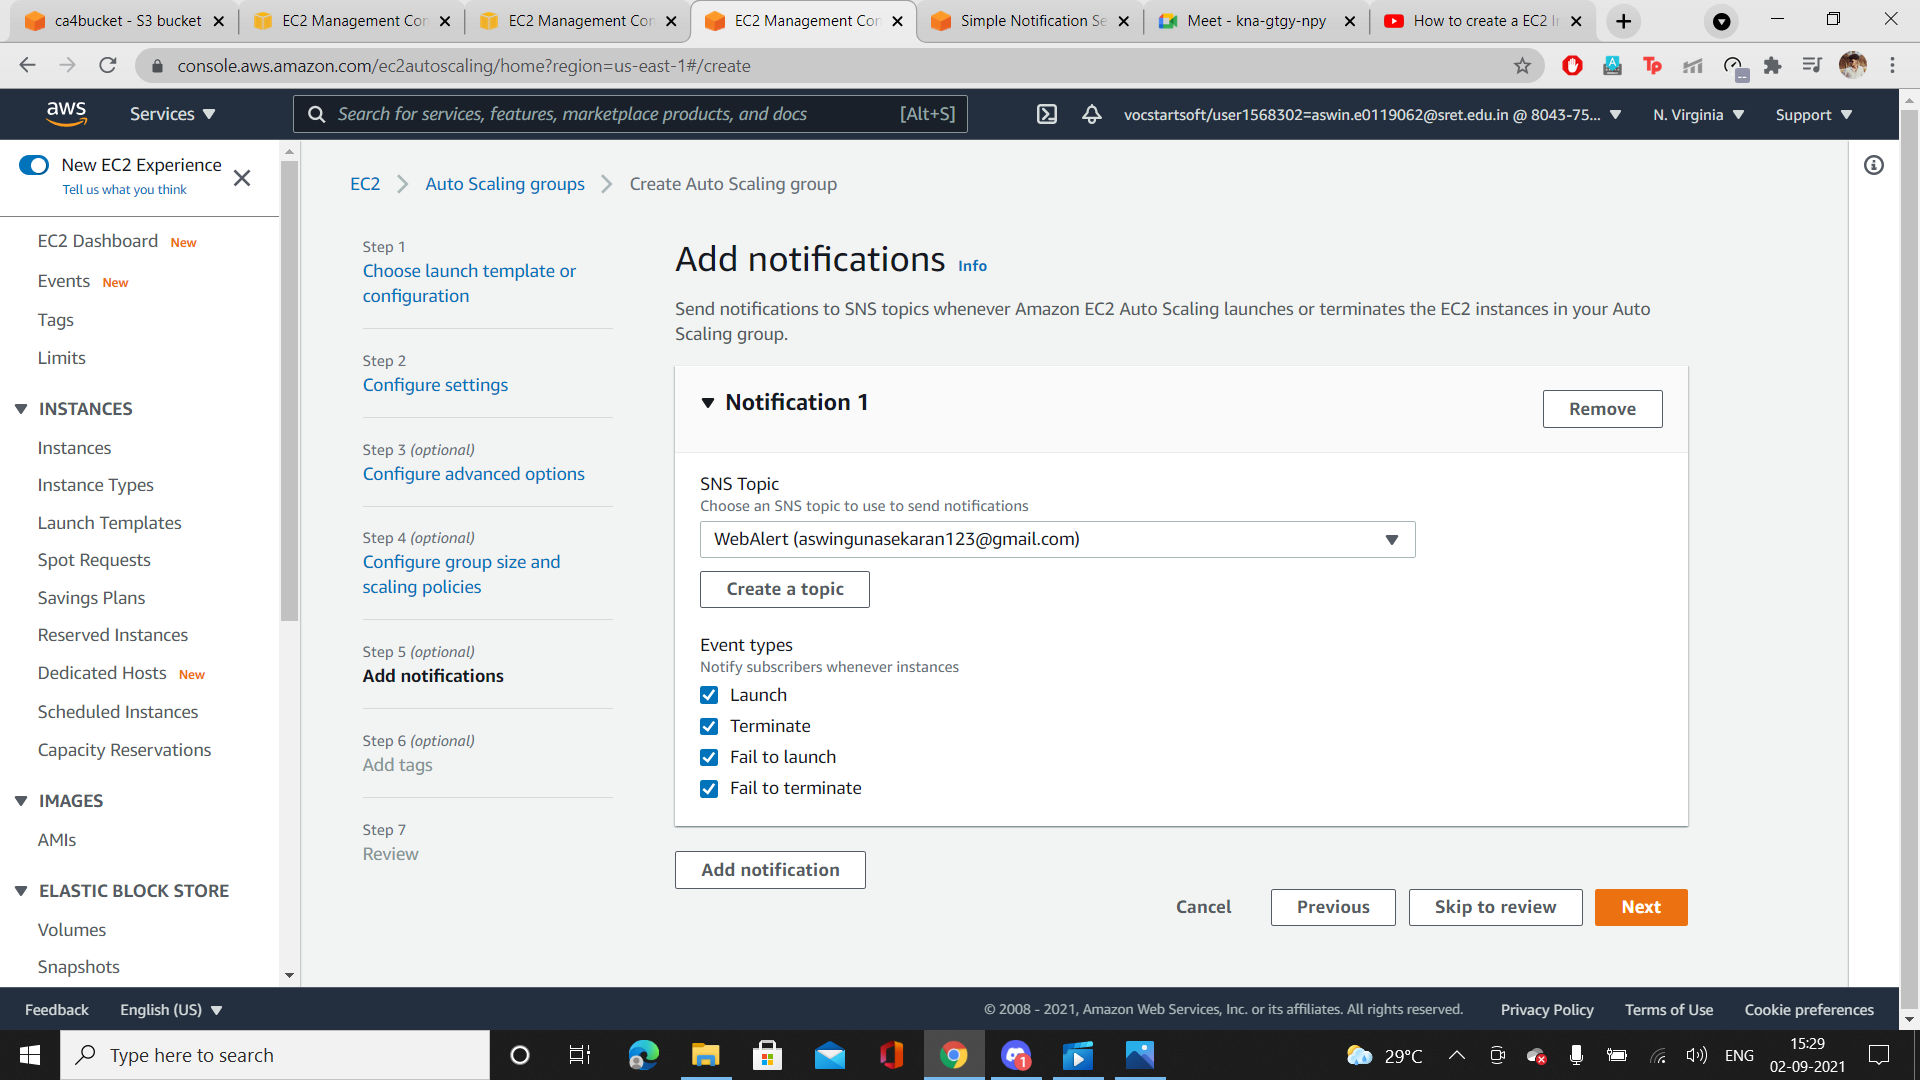 ca4bucket - S3 bucket
EC2 Management Con
EC2 Management Con
EC2 Management Con
Simple Notification Se
Meet - kna-gtgy-npy
How to create a EC2 I
console.aws.amazon.com/ec2autoscaling/home?region=us-east-1#/create
aws
Services
Search for services, features, marketplace products, and docs
[Alt+S]
vocstartsoft/user1568302=aswin.e0119062@sret.edu.in @ 8043-75...
N. Virginia
Support
New EC2 Experience
Tell us what you think
EC2 Dashboard New
Events New
Tags
Limits
INSTANCES
Instances
Instance Types
Launch Templates
Spot Requests
Savings Plans
Reserved Instances
Dedicated Hosts New
Scheduled Instances
Capacity Reservations
IMAGES
AMIs
ELASTIC BLOCK STORE
Volumes
Snapshots
EC2
Auto Scaling groups
Create Auto Scaling group
Step 1
Choose launch template or
configuration
Step 2
Configure settings
Step 3 (optional)
Configure advanced options
Step 4 (optional)
Configure group size and
scaling policies
Step 5 (optional)
Add notifications
Step 6 (optional)
Add tags
Step 7
Review
Add notifications Info
Send notifications to SNS topics whenever Amazon EC2 Auto Scaling launches or terminates the EC2 instances in your Auto
Scaling group.
Notification 1
Remove
SNS Topic
Choose an SNS topic to use to send notifications
WebAlert (aswingunasekaran123@gmail.com)
Create a topic
Event types
Notify subscribers whenever instances
Launch
Terminate
Fail to launch
Fail to terminate
Add notification
Cancel
Previous
Skip to review
Next
Feedback
English (US)
© 2008 - 2021, Amazon Web Services, Inc. or its affiliates. All rights reserved.
Privacy Policy
Terms of Use
Cookie preferences
Type here to search
1
29°C
ENG
15:29
02-09-2021